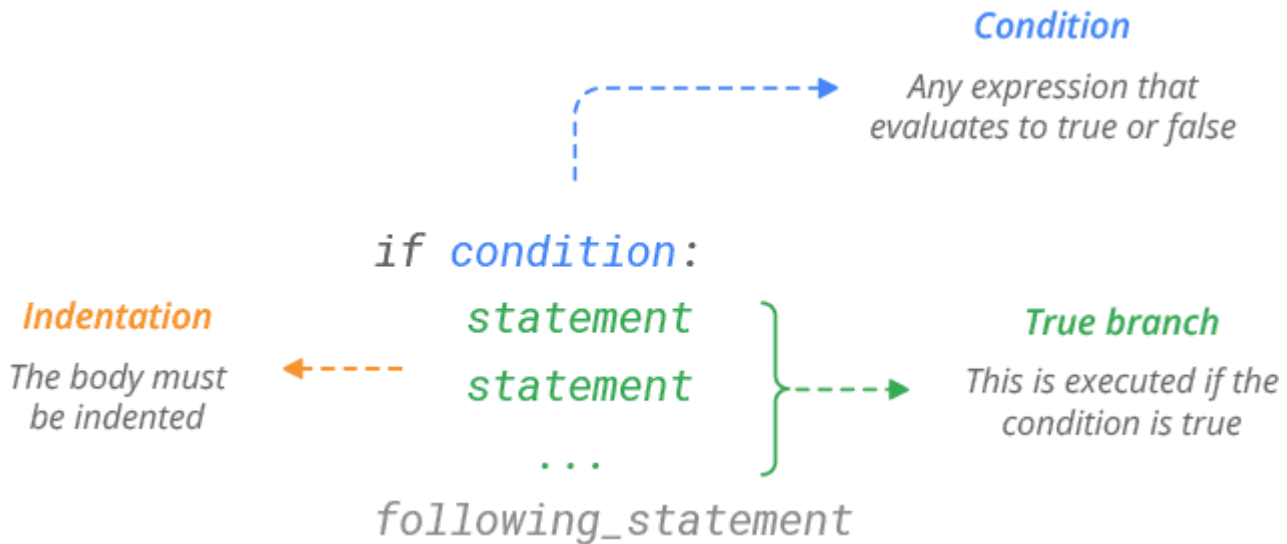 Condition
Any expression that
evaluates to true or false
if condition:
Indentation
The body must
be indented
statement
statement
...
True branch
This is executed if the
condition is true
following_statement